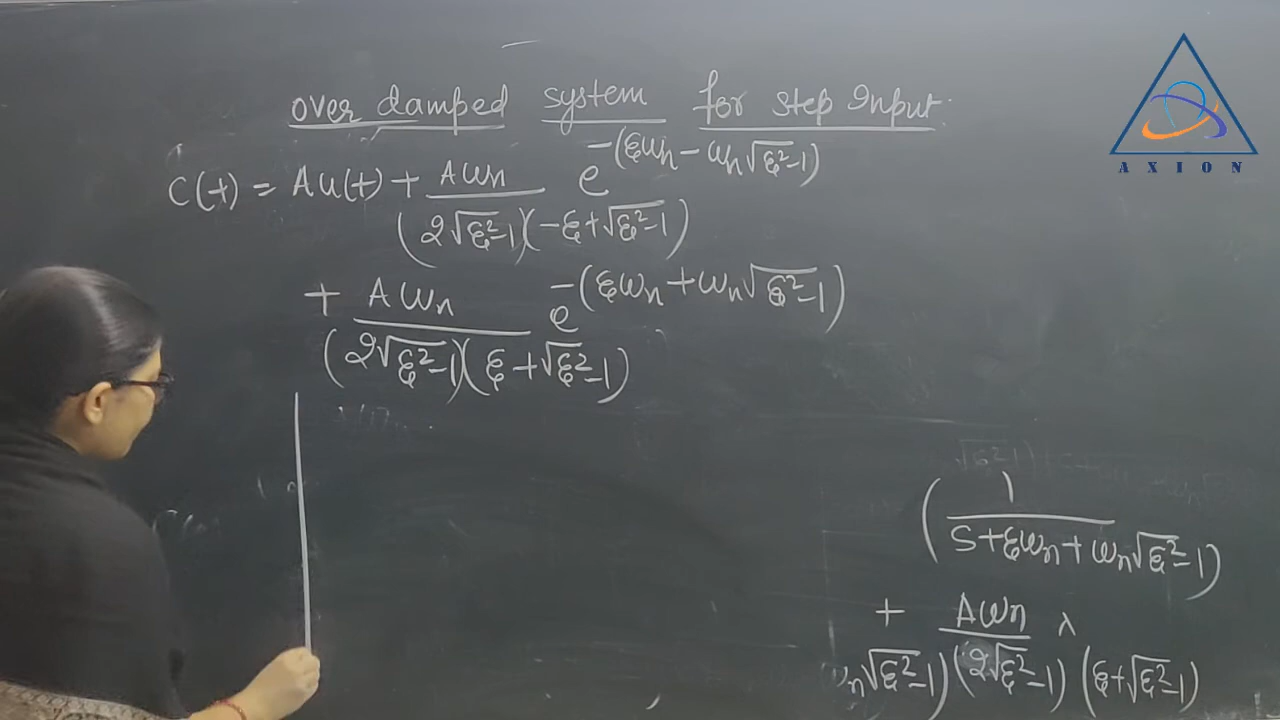 over damped system for step Input:
C(t) = Au(t) + Aωn / (2√ξ²-1)(-ξ+√ξ²-1) e^-(ξωn - ωn√ξ²-1)
+ Aωn / (2√ξ²-1)(ξ+√ξ²-1) e^-(ξωn + ωn√ξ²-1)
(1 / S+ξωn+ωn√ξ²-1)
+ Aωn
n√ξ²-1) (2√ξ²-1) (ξ+√ξ²-1)
AXION